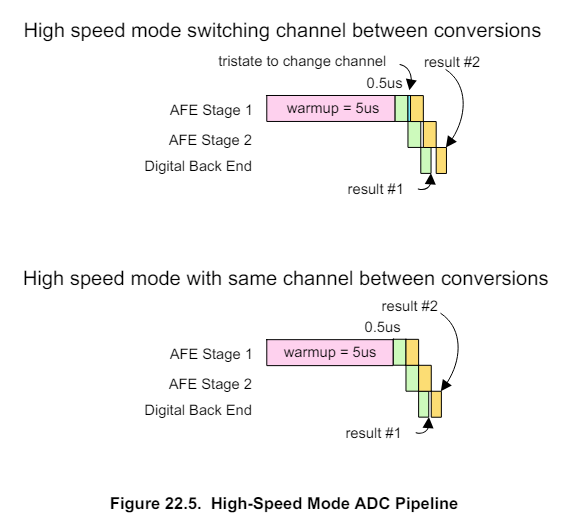 High speed mode switching channel between conversions
tristate to change channel
result #2
0.5us
AFE Stage 1
warmup = 5us
AFE Stage 2
Digital Back End
result #1
High speed mode with same channel between conversions
result #2
0.5us
AFE Stage 1
warmup = 5us
AFE Stage 2
Digital Back End
result #1
Figure 22.5. High-Speed Mode ADC Pipeline